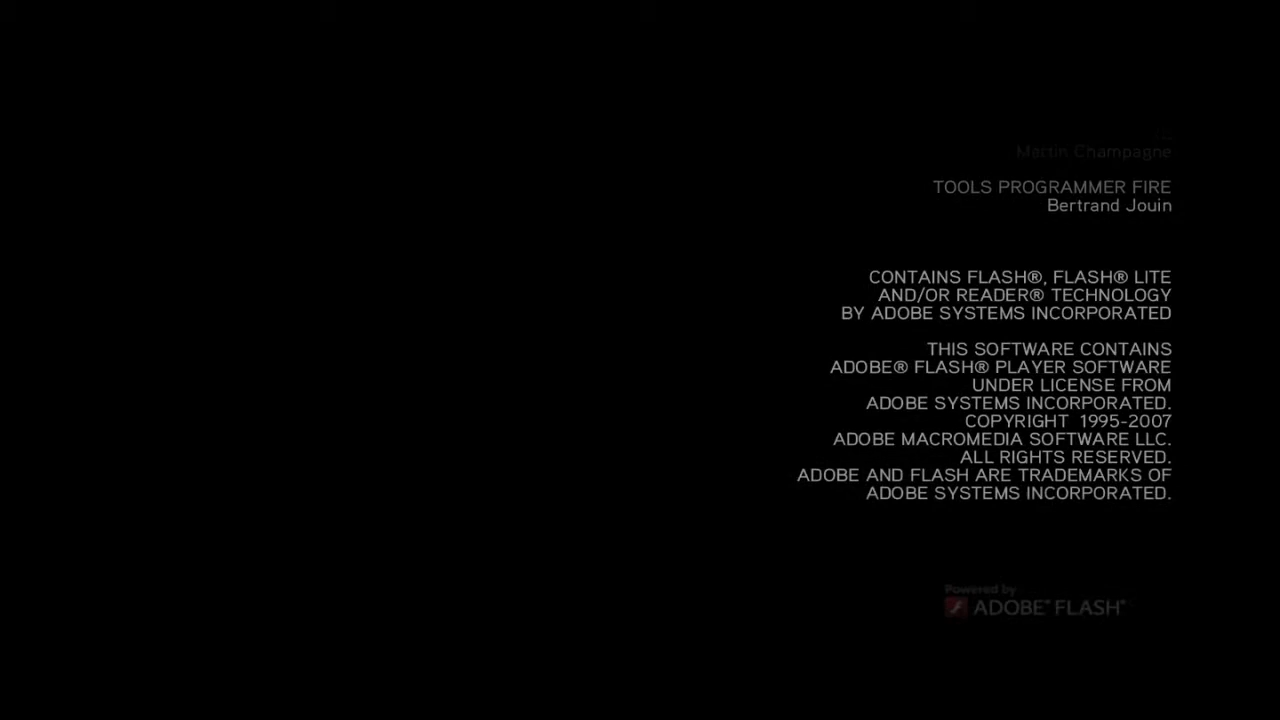 Martin Champagne
TOOLS PROGRAMMER FIRE
Bertrand Jouin
CONTAINS FLASH®, FLASH® LITE
AND/OR READER® TECHNOLOGY
BY ADOBE SYSTEMS INCORPORATED
THIS SOFTWARE CONTAINS
ADOBE® FLASH® PLAYER SOFTWARE
UNDER LICENSE FROM
ADOBE SYSTEMS INCORPORATED.
COPYRIGHT 1995-2007
ADOBE MACROMEDIA SOFTWARE LLC.
ALL RIGHTS RESERVED.
ADOBE AND FLASH ARE TRADEMARKS OF
ADOBE SYSTEMS INCORPORATED.
Powered by
ADOBE® FLASH®